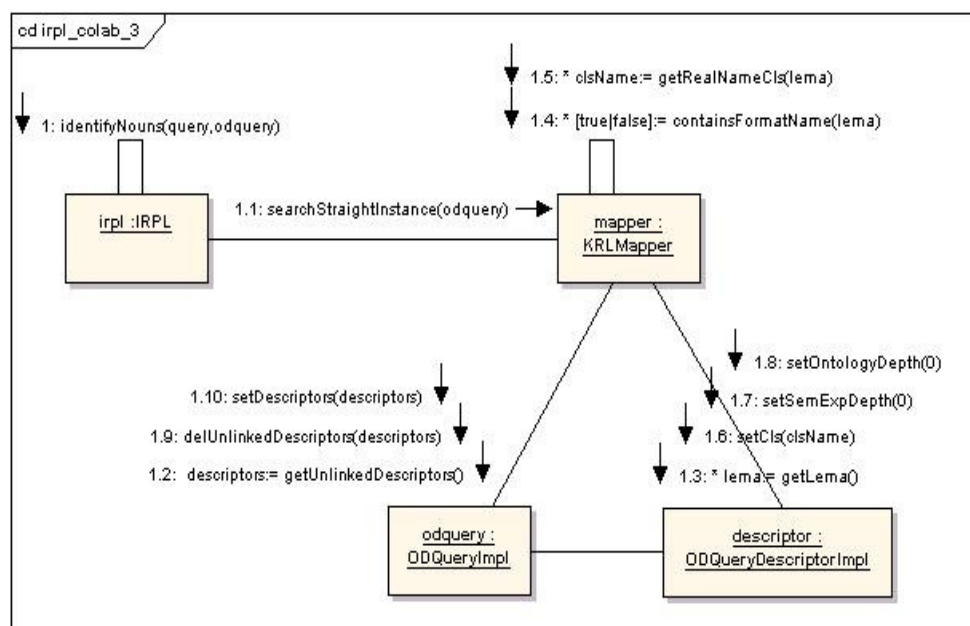 cd irpl_colab_3
1.5: * clsName:= getRealNameCls(lema)
1: identifyNouns(query,odquery)
1.4: * [true|false]:= containsFormatName(lema)
irpl :IRPL
1.1: searchStraightInstance(odquery)
mapper :
KRLMapper
1.8: setOntologyDepth(0)
1.10: setDescriptors(descriptors)
1.7: setSemExpDepth(0)
1.9: delUnlinkedDescriptors(descriptors)
1.6: setCls(clsName)
1.2: descriptors:= getUnlinkedDescriptors()
1.3: * lema:= getLema()
odquery :
ODQueryImpl
descriptor :
ODQueryDescriptorImpl